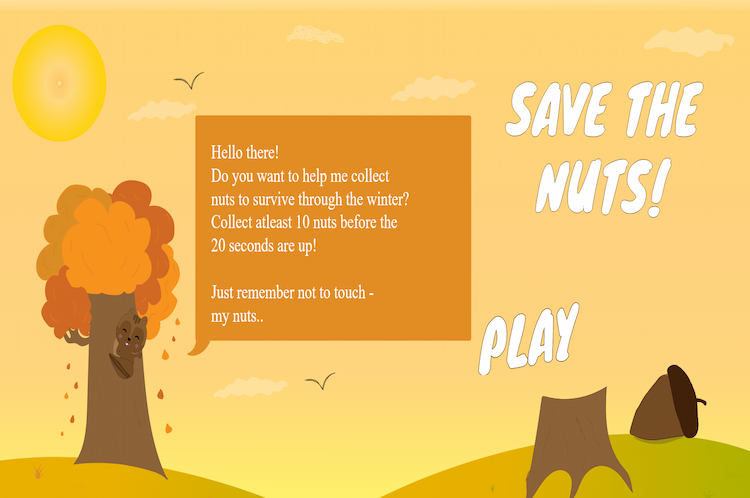 SAVE THE
NUTS!
Hello there!
Do you want to help me collect
nuts to survive through the winter?
Collect atleast 10 nuts before the
20 seconds are up!
Just remember not to touch -
my nuts..
PLAY